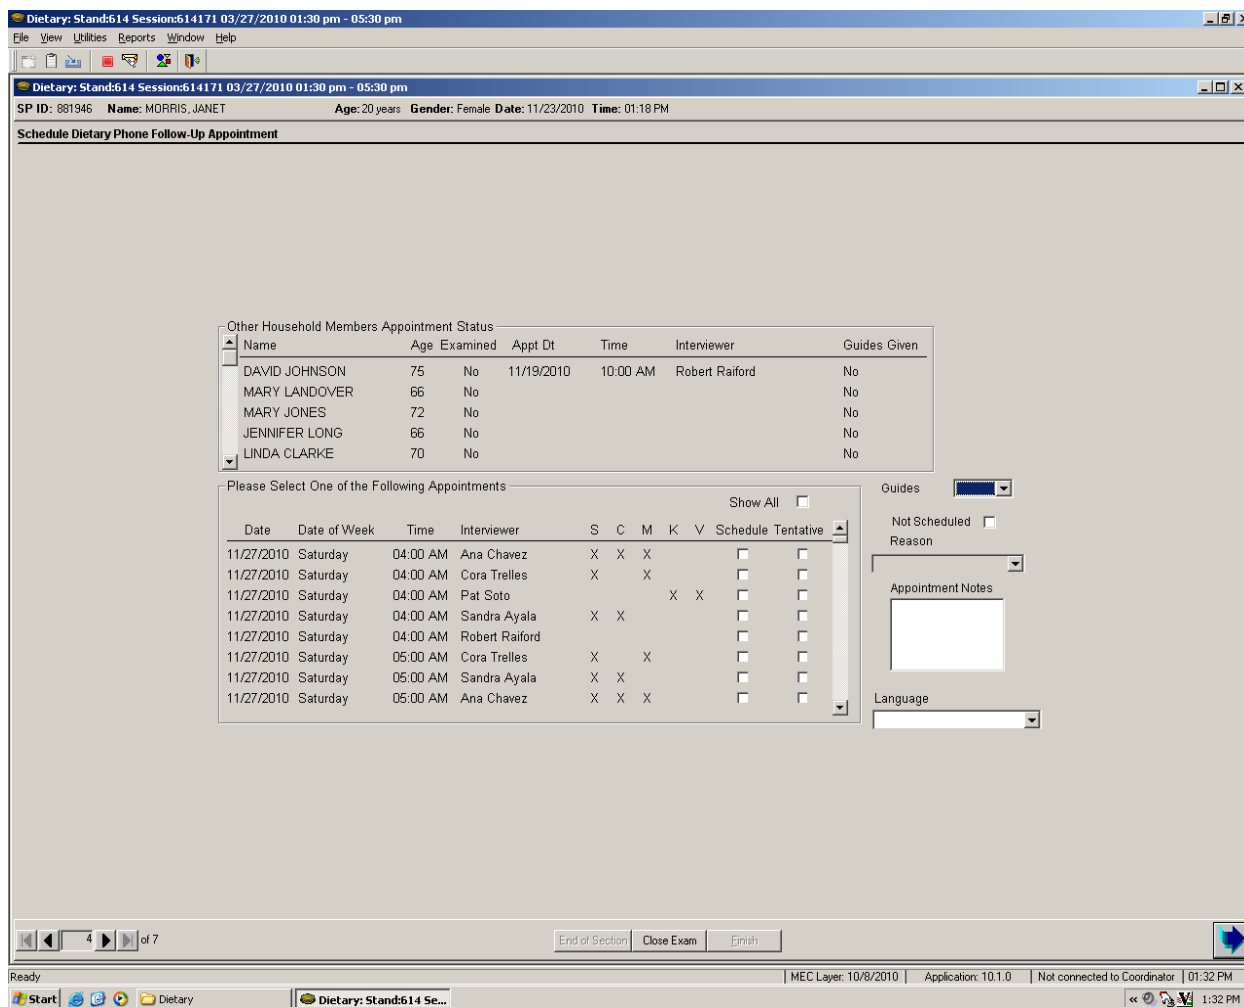 Dietary: Stand:614 Session:614171 03/27/2010 01:30 pm - 05:30 pm
File View Utilities Reports Window Help
Dietary: Stand:614 Session:614171 03/27/2010 01:30 pm - 05:30 pm
SP ID: 881946 Name: MORRIS, JANET Age: 20 years Gender: Female Date: 11/23/2010 Time: 01:18 PM
Schedule Dietary Phone Follow-Up Appointment
Other Household Members Appointment Status
Name Age Examined Appt Dt Time Interviewer Guides Given
DAVID JOHNSON 75 No 11/19/2010 10:00 AM Robert Raiford No
MARY LANDOVER 66 No No
MARY JONES 72 No No
JENNIFER LONG 66 No No
LINDA CLARKE 70 No No
Please Select One of the Following Appointments
Show All
Date Date of Week Time Interviewer S C M K V Schedule Tentative
11/27/2010 Saturday 04:00 AM Ana Chavez X X X
11/27/2010 Saturday 04:00 AM Cora Trelles X X
11/27/2010 Saturday 04:00 AM Pat Soto X X
11/27/2010 Saturday 04:00 AM Sandra Ayala X X
11/27/2010 Saturday 04:00 AM Robert Raiford
11/27/2010 Saturday 05:00 AM Cora Trelles X X
11/27/2010 Saturday 05:00 AM Sandra Ayala X X
11/27/2010 Saturday 05:00 AM Ana Chavez X X X
Guides
Not Scheduled
Reason
Appointment Notes
Language
4 of 7
End of Section Close Exam Finish
Ready MEC Layer: 10/8/2010 Application: 10.1.0 Not connected to Coordinator 01:32 PM
Start Dietary Dietary: Stand:614 Se... 1:32 PM